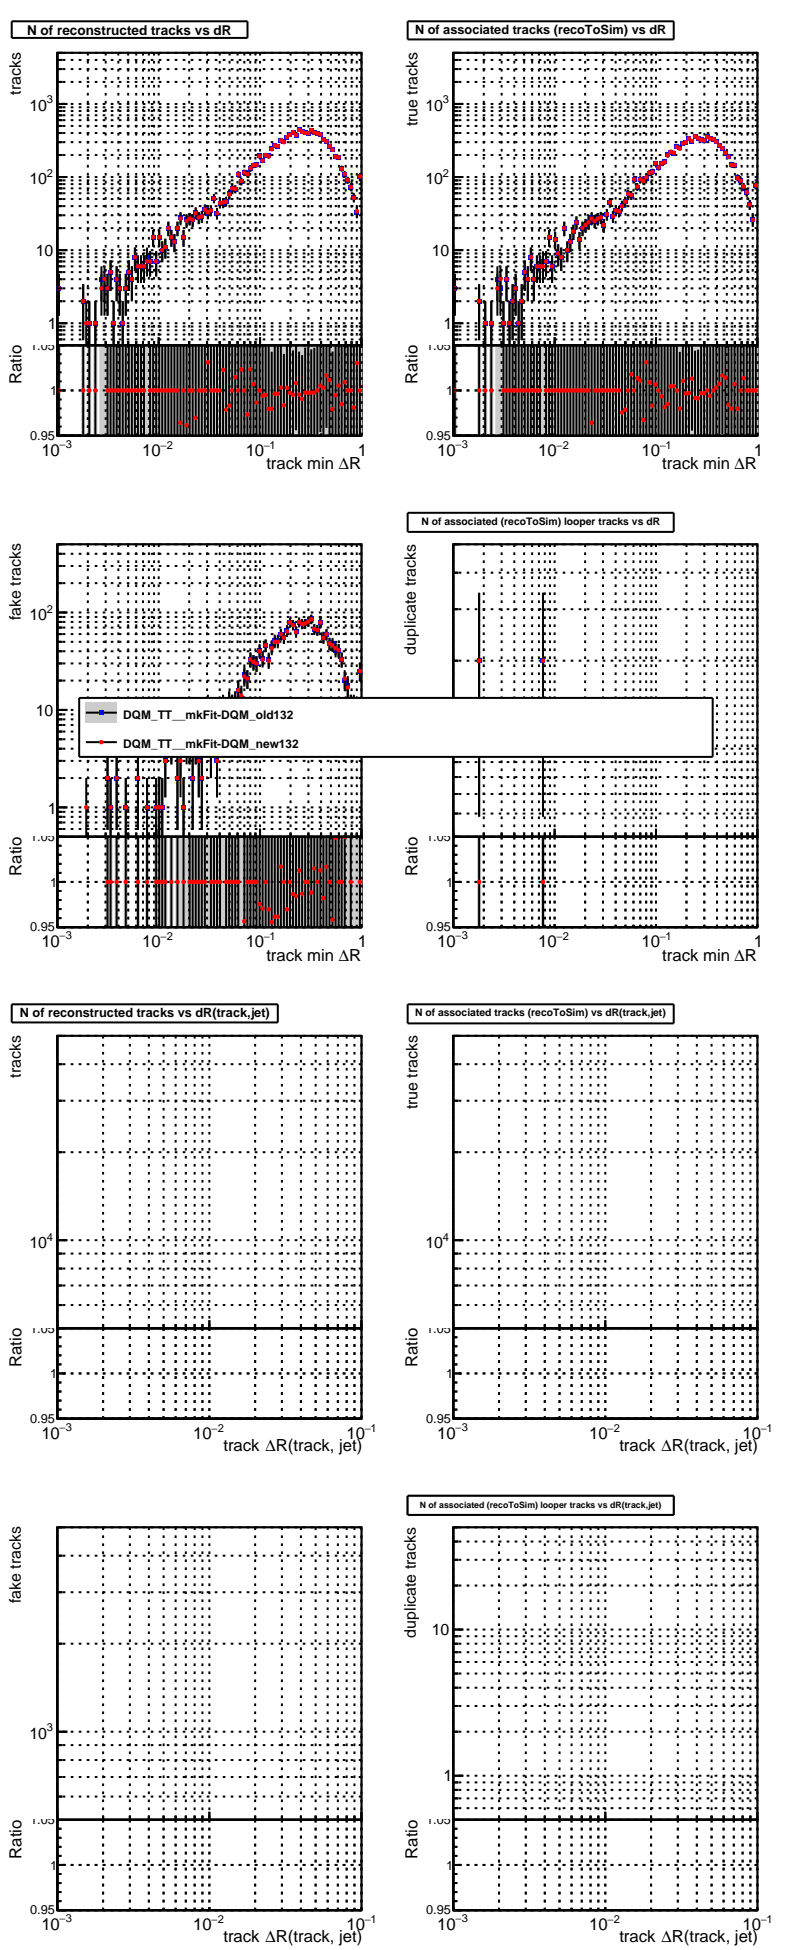 N of reconstructed tracks vs dR
N of associated tracks (recoToSim) vs dR
tracks
10³
10²
10
1
Ratio
1.05
1
0.95
10⁻³
10⁻²
10⁻¹
1
track min ΔR
true tracks
10³
10²
10
1
Ratio
1.05
1
0.95
10⁻³
10⁻²
10⁻¹
1
track min ΔR
N of associated (recoToSim) looper tracks vs dR
fake tracks
10²
10
1
Ratio
1.05
1
0.95
10⁻³
10⁻²
10⁻¹
1
track min ΔR
duplicate tracks
Ratio
1.05
1
0.95
10⁻³
10⁻²
10⁻¹
1
track min ΔR
DQM_TT__mkFit-DQM_old132
DQM_TT__mkFit-DQM_new132
N of reconstructed tracks vs dR(track,jet)
N of associated tracks (recoToSim) vs dR(track,jet)
tracks
10⁴
Ratio
1.05
1
0.95
10⁻³
10⁻²
10⁻¹
track ΔR(track, jet)
true tracks
10⁴
Ratio
1.05
1
0.95
10⁻³
10⁻²
10⁻¹
track ΔR(track, jet)
N of associated (recoToSim) looper tracks vs dR(track,jet)
fake tracks
10³
Ratio
1.05
1
0.95
10⁻³
10⁻²
10⁻¹
track ΔR(track, jet)
duplicate tracks
10
1
Ratio
1.05
1
0.95
10⁻³
10⁻²
10⁻¹
track ΔR(track, jet)